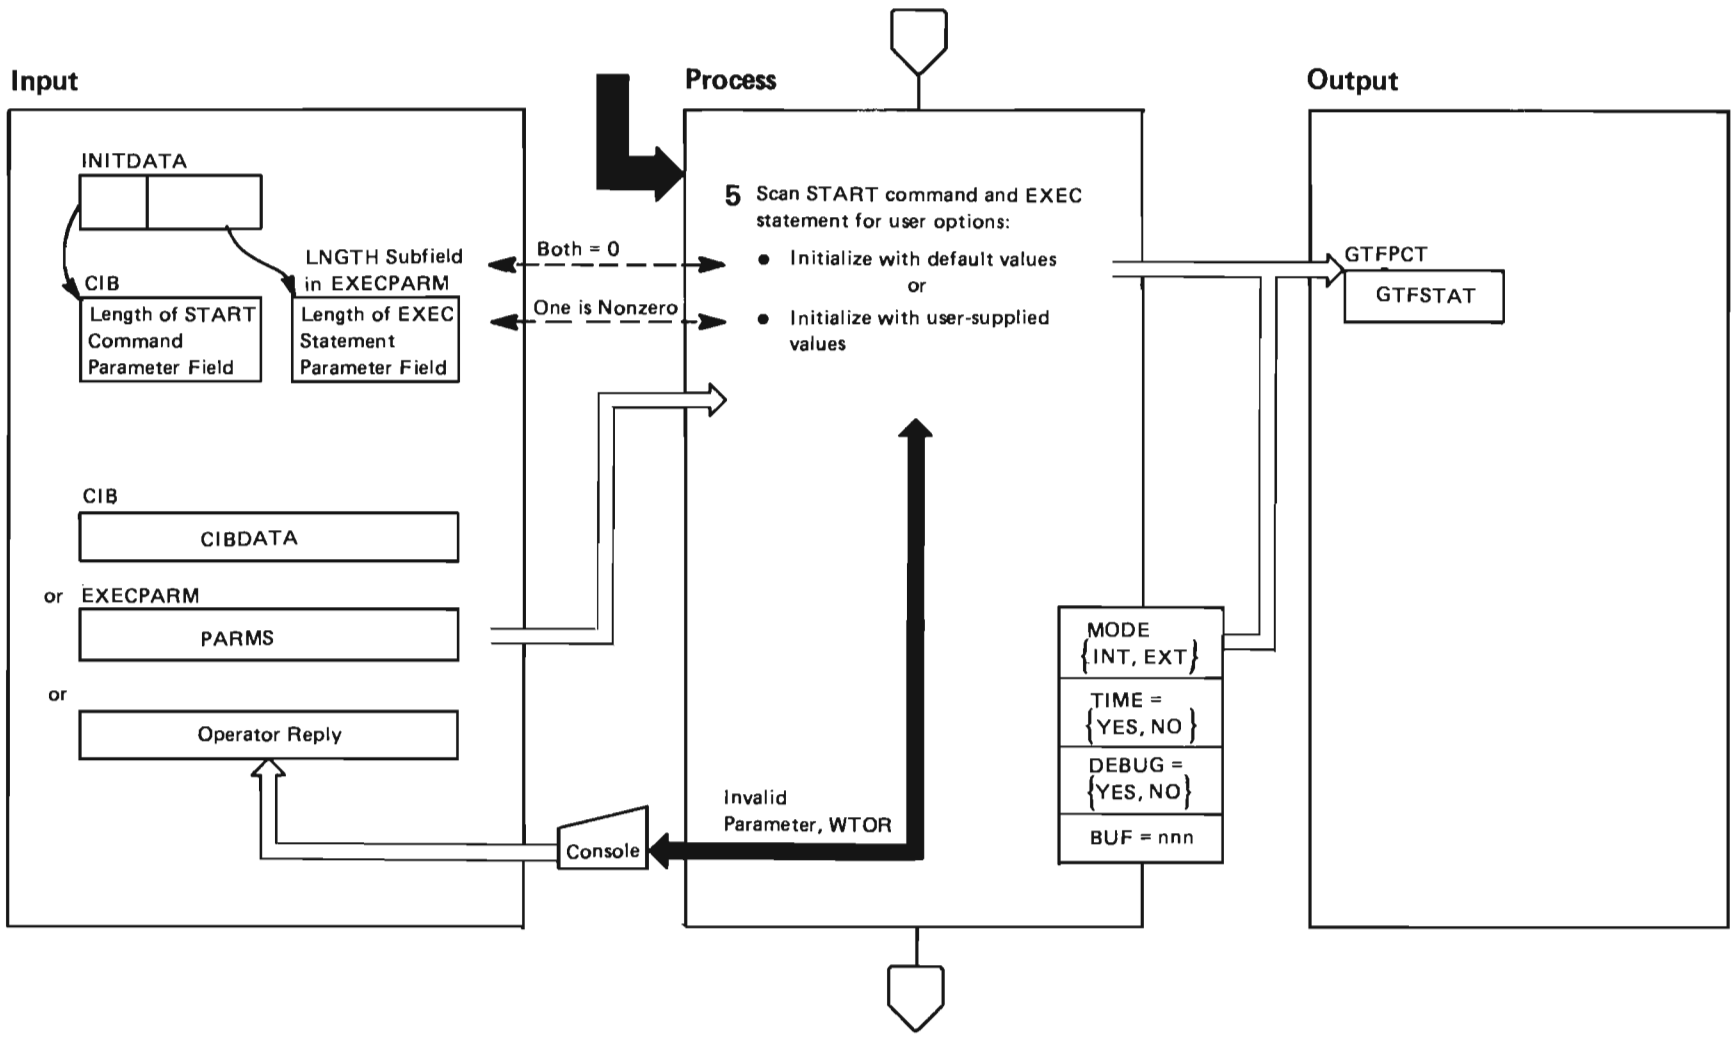 Input
Process
Output
INITDATA
CIB
Length of START
Command
Parameter Field
LNGTH Subfield
in EXECPARM
Length of EXEC
Statement
Parameter Field
Both = 0
One is Nonzero
5 Scan START command and EXEC
statement for user options:
• Initialize with default values
or
• Initialize with user-supplied
values
GTFPCT
GTFSTAT
CIB
CIBDATA
or EXECPARM
PARMS
or
Operator Reply
Console
Invalid
Parameter, WTOR
MODE
{INT, EXT}
TIME =
{YES, NO}
DEBUG =
{YES, NO}
BUF = nnn